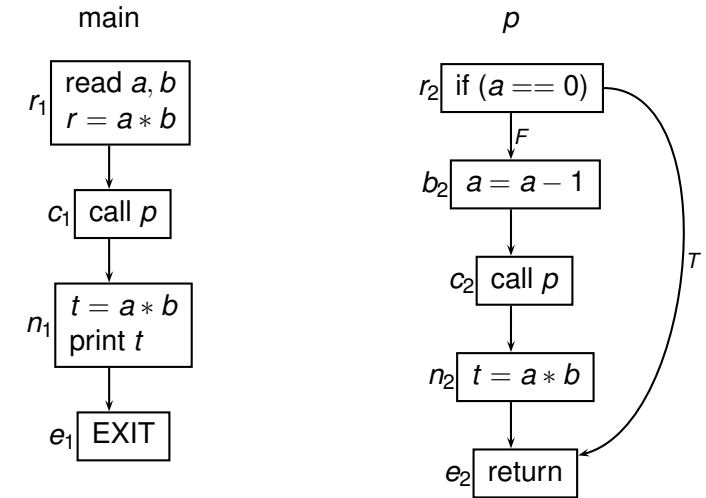 main
r1
read a, b
r = a ∗ b
c1 call p
n1
t = a ∗ b
print t
e1 EXIT
p
r2 if (a == 0)
F
b2 a = a − 1
c2 call p
T
n2 t = a ∗ b
e2 return